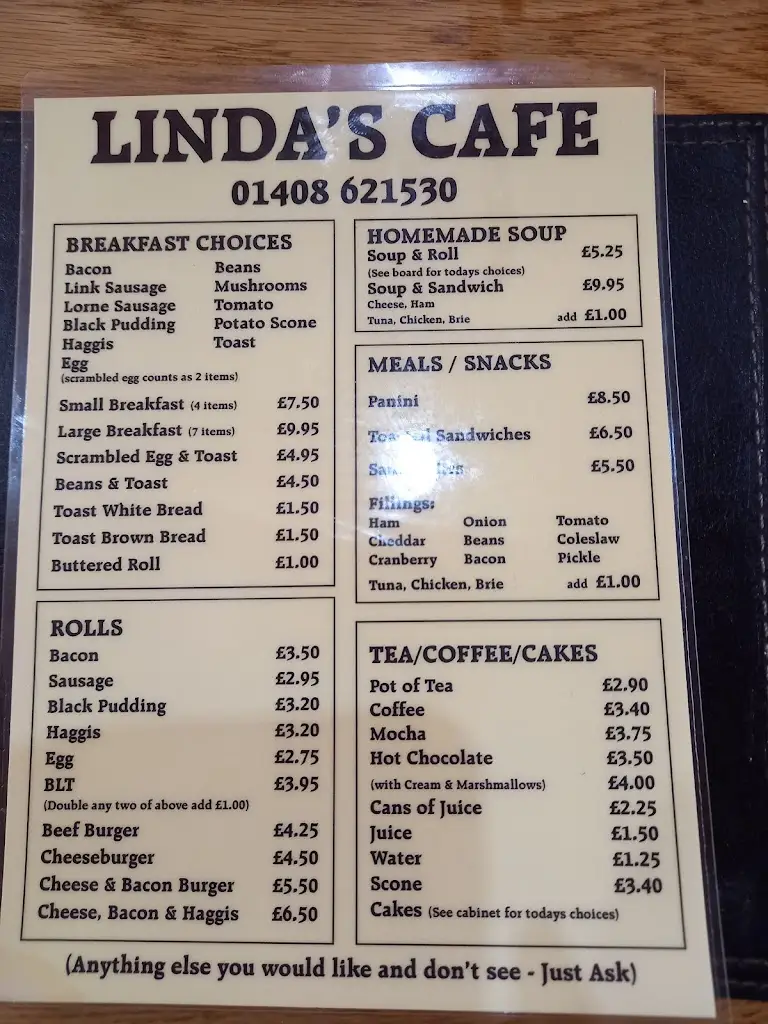 LINDA'S CAFE
01408 621530
BREAKFAST CHOICES
Bacon Beans
Link Sausage Mushrooms
Lorne Sausage Tomato
Black Pudding Potato Scone
Haggis Toast
Egg
(scrambled egg counts as 2 items)
Small Breakfast (4 items) £7.50
Large Breakfast (7 items) £9.95
Scrambled Egg & Toast £4.95
Beans & Toast £4.50
Toast White Bread £1.50
Toast Brown Bread £1.50
Buttered Roll £1.00
ROLLS
Bacon £3.50
Sausage £2.95
Black Pudding £3.20
Haggis £3.20
Egg £2.75
BLT £3.95
(Double any two of above add £1.00)
Beef Burger £4.25
Cheeseburger £4.50
Cheese & Bacon Burger £5.50
Cheese, Bacon & Haggis £6.50
HOMEMADE SOUP
Soup & Roll £5.25
(See board for todays choices)
Soup & Sandwich £9.95
Cheese, Ham
Tuna, Chicken, Brie add £1.00
MEALS / SNACKS
Panini £8.50
Sandwiches £6.50
£5.50
Fillings:
Ham Onion Tomato
Cheddar Beans Coleslaw
Cranberry Bacon Pickle
Tuna, Chicken, Brie add £1.00
TEA/COFFEE/CAKES
Pot of Tea £2.90
Coffee £3.40
Mocha £3.75
Hot Chocolate £3.50
(with Cream & Marshmallows) £4.00
Cans of Juice £2.25
Juice £1.50
Water £1.25
Scone £3.40
Cakes (See cabinet for todays choices)
(Anything else you would like and don't see - Just Ask)